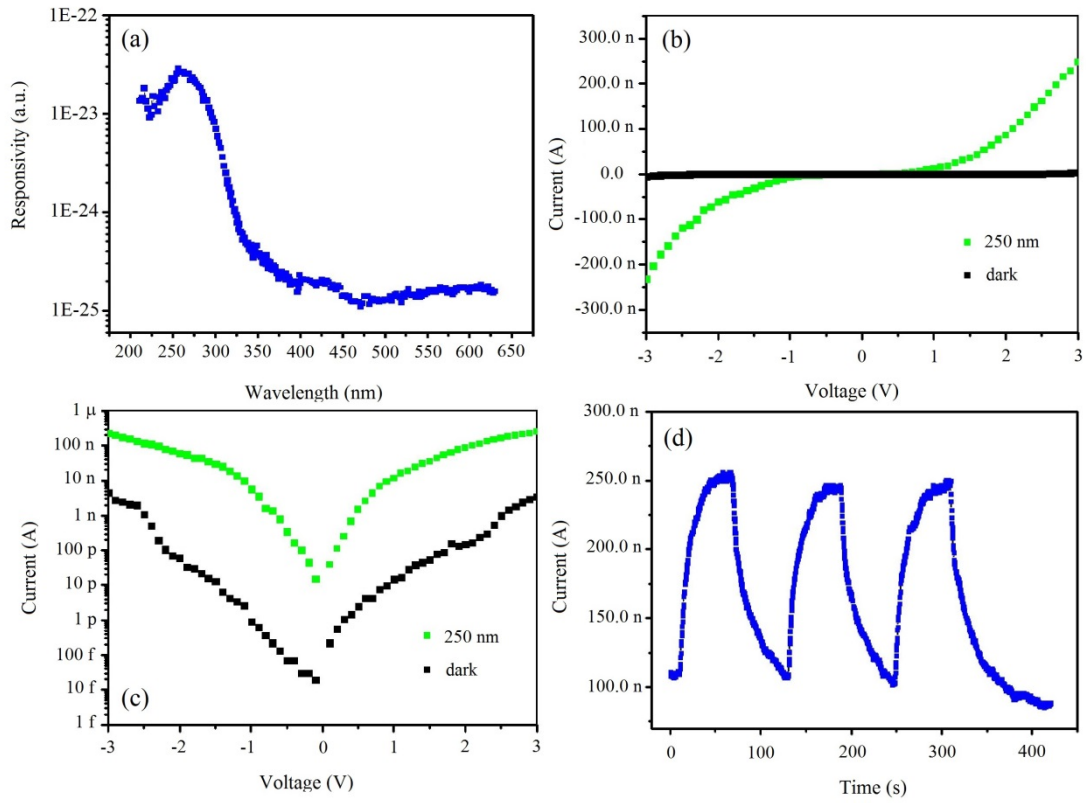 (a)
1E-22
1E-23
1E-24
1E-25
Responsivity (a.u.)
200 250 300 350 400 450 500 550 600 650
Wavelength (nm)
(b)
300.0 n
200.0 n
100.0 n
0.0
-100.0 n
-200.0 n
-300.0 n
Current (A)
250 nm
dark
-3 -2 -1 0 1 2 3
Voltage (V)
(c)
1 μ
100 n
10 n
1 n
100 p
10 p
1 p
100 f
10 f
1 f
Current (A)
250 nm
dark
-3 -2 -1 0 1 2 3
Voltage (V)
(d)
300.0 n
250.0 n
200.0 n
150.0 n
100.0 n
Current (A)
0 100 200 300 400
Time (s)